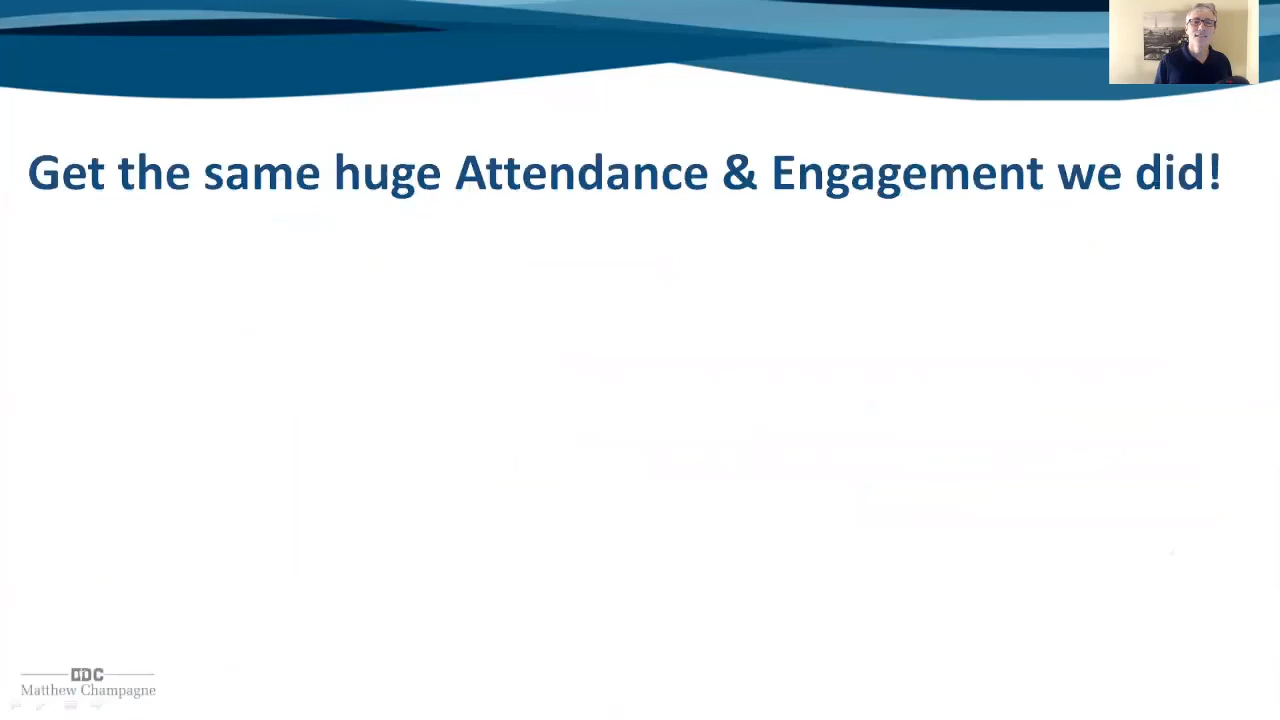 Get the same huge Attendance & Engagement we did!
Matthew Champagne